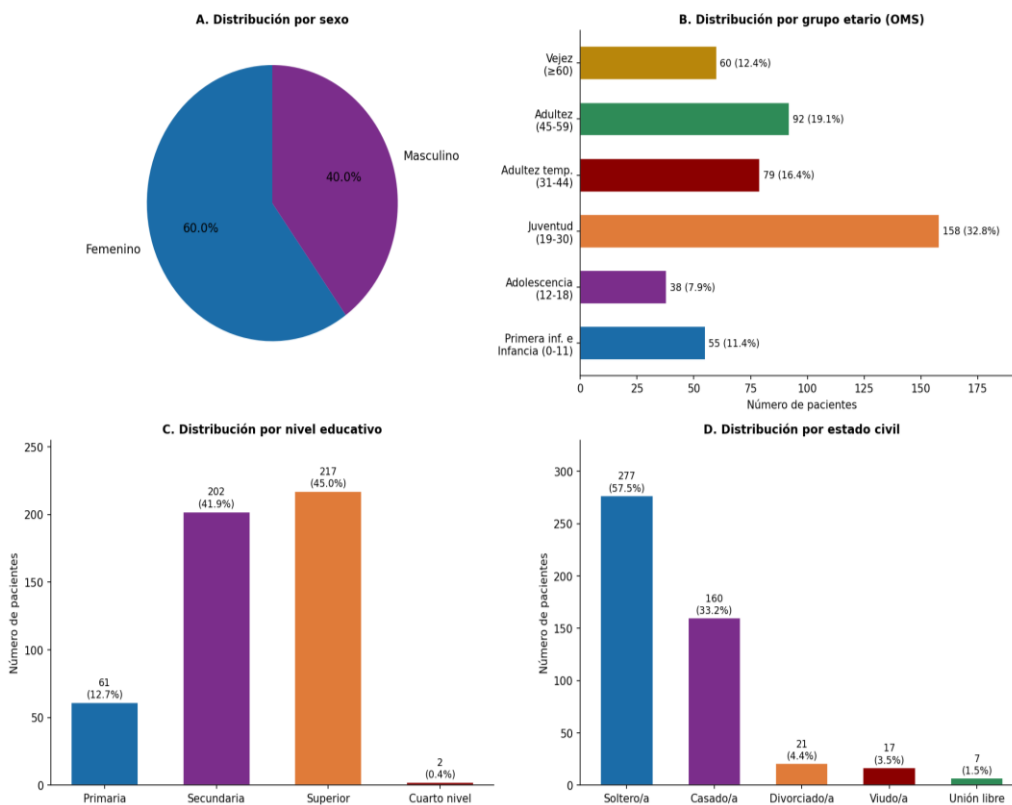 A. Distribución por sexo
Masculino
40.0%
60.0%
Femenino
B. Distribución por grupo etario (OMS)
Vejez
(≥60)
60 (12.4%)
Adultez
(45-59)
92 (19.1%)
Adultez temp.
(31-44)
79 (16.4%)
Juventud
(19-30)
158 (32.8%)
Adolescencia
(12-18)
38 (7.9%)
Primera inf. e
Infancia (0-11)
55 (11.4%)
0 25 50 75 100 125 150 175
Número de pacientes
C. Distribución por nivel educativo
Número de pacientes
250
200
150
100
50
0
61
(12.7%)
202
(41.9%)
217
(45.0%)
2
(0.4%)
Primaria Secundaria Superior Cuarto nivel
D. Distribución por estado civil
Número de pacientes
300
250
200
150
100
50
0
277
(57.5%)
160
(33.2%)
21
(4.4%)
17
(3.5%)
7
(1.5%)
Soltero/a Casado/a Divorciado/a Viudo/a Unión libre